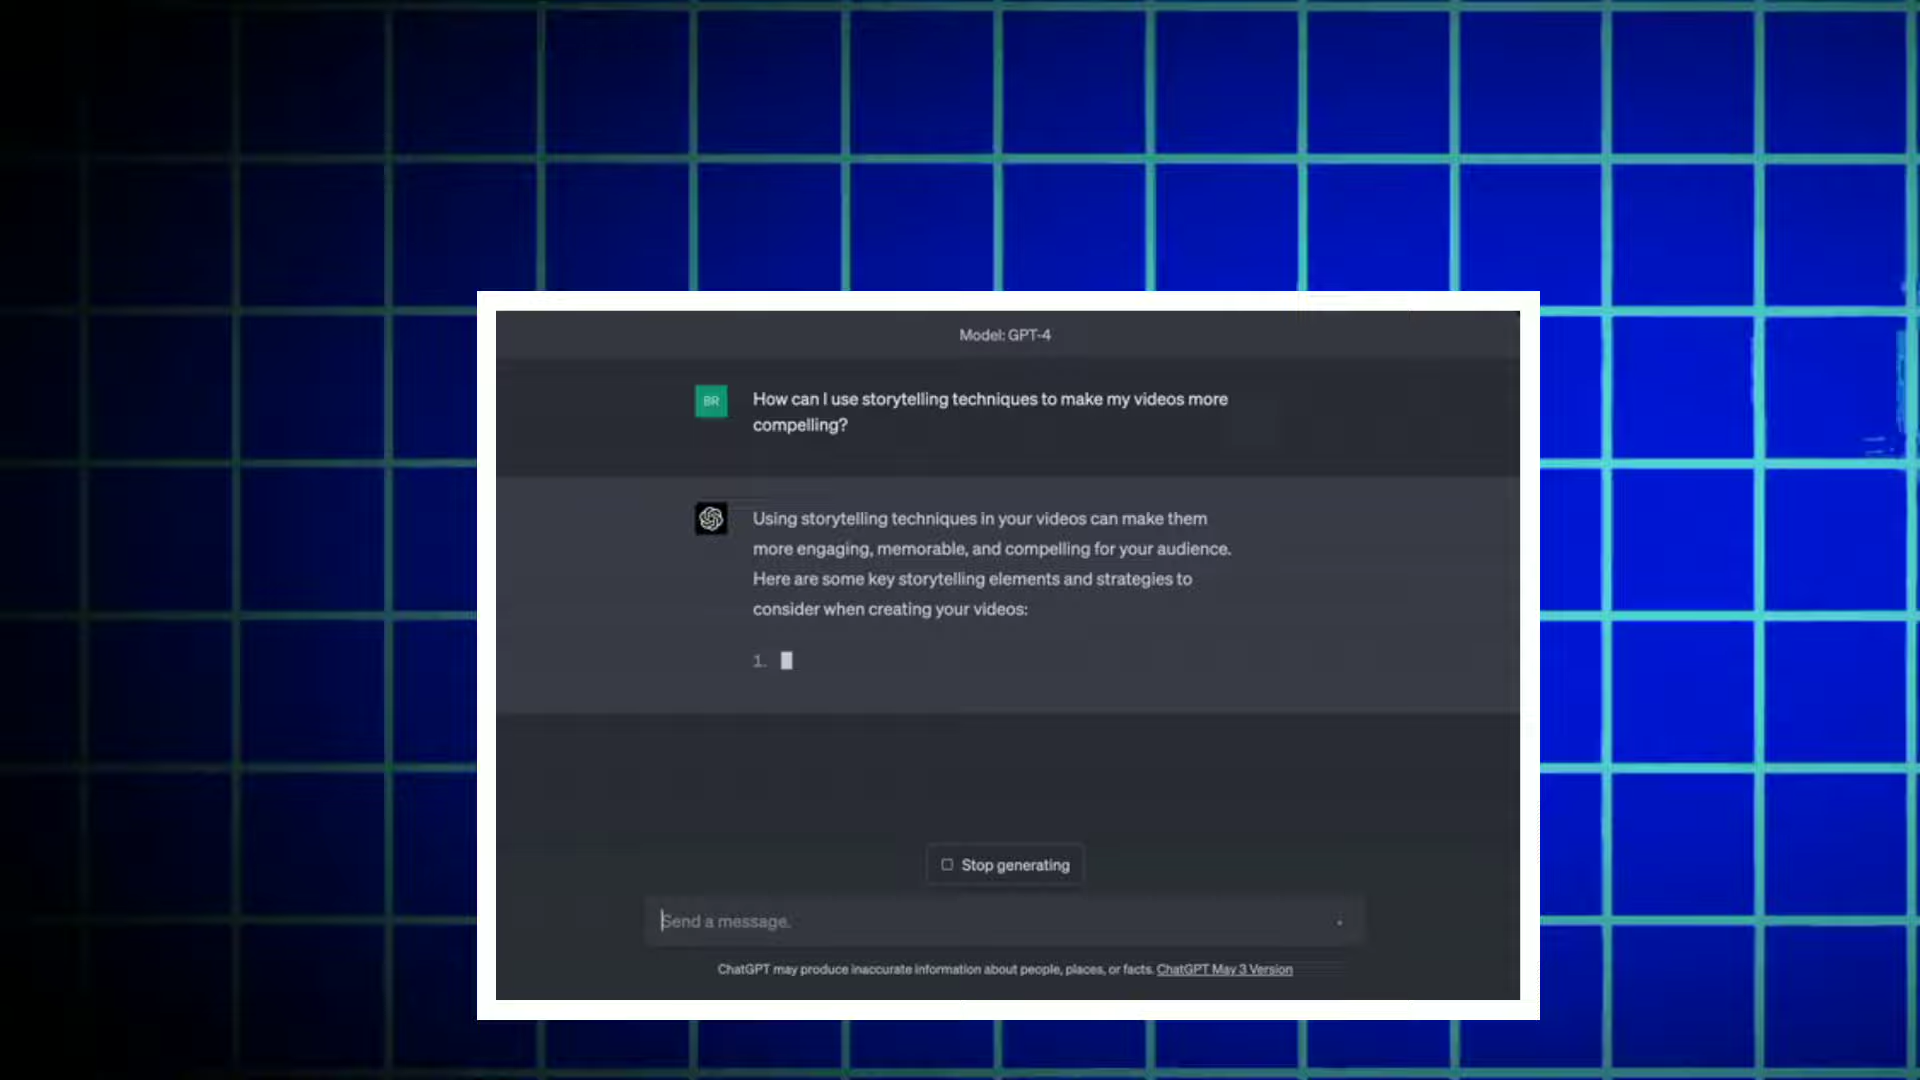 Model: GPT-4
BR
How can I use storytelling techniques to make my videos more
compelling?
Using storytelling techniques in your videos can make them
more engaging, memorable, and compelling for your audience.
Here are some key storytelling elements and strategies to
consider when creating your videos:
1.
Stop generating
Send a message.
ChatGPT may produce inaccurate information about people, places, or facts. ChatGPT May 3 Version